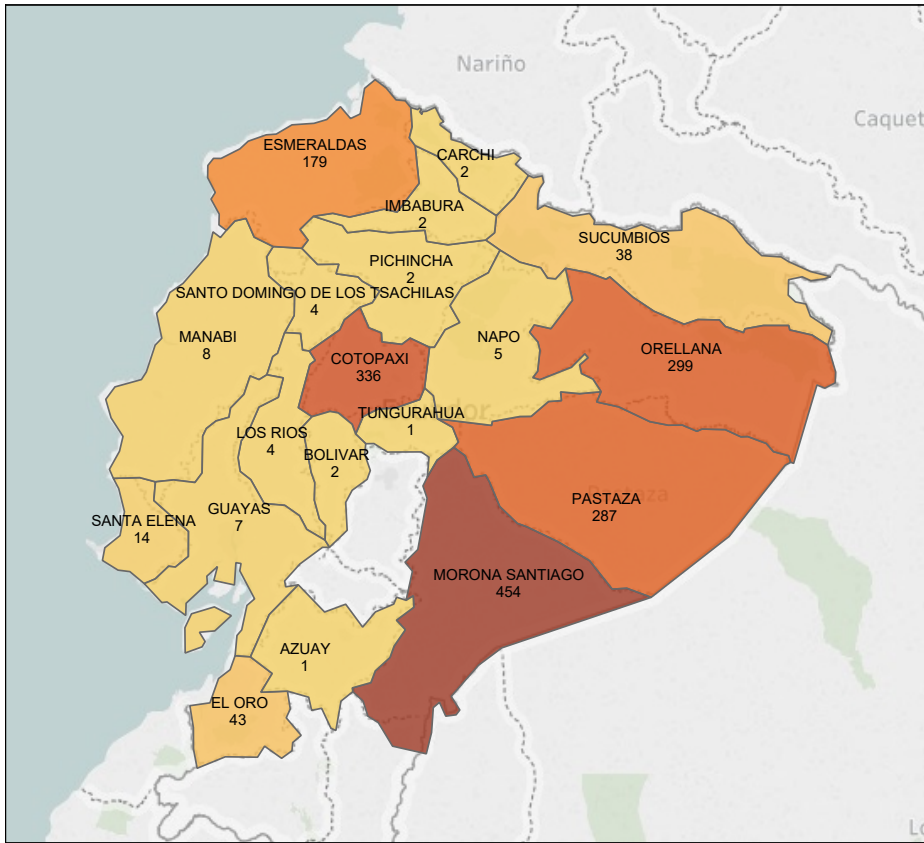 Nariño
Caquet
ESMERALDAS
179
CARCHI
2
IMBABURA
2
SUCUMBIOS
38
PICHINCHA
2
SANTO DOMINGO DE LOS TSACHILAS
4
MANABI
8
NAPO
5
ORELLANA
299
COTOPAXI
336
TUNGURAHUA
1
LOS RIOS
4
BOLIVAR
2
PASTAZA
287
GUAYAS
7
SANTA ELENA
14
MORONA SANTIAGO
454
AZUAY
1
EL ORO
43
Lo